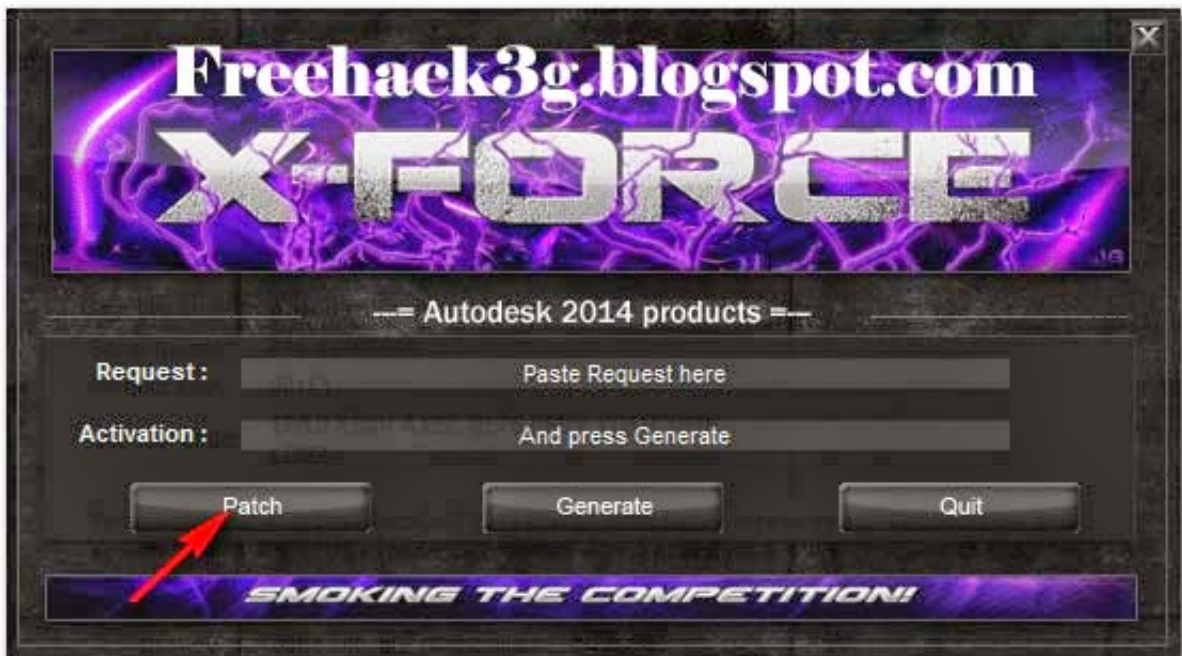 Freehack3g.blogspot.com
X-FORCE
---= Autodesk 2014 products =---
Request :
Paste Request here
Activation :
And press Generate
Patch
Generate
Quit
SMOKING THE COMPETITION!